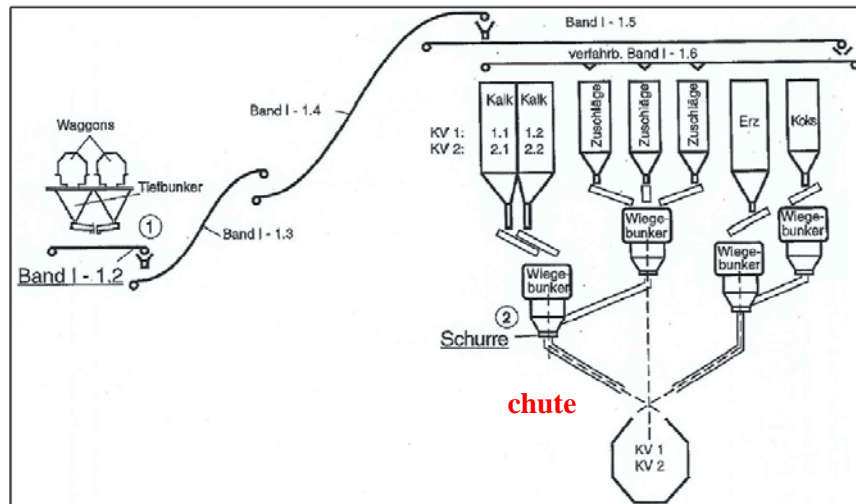 Band I - 1.5
verfahrb. Band I - 1.6
Band I - 1.4
Waggons
Tiefbunker
1
Band I - 1.3
Band I - 1.2
Kalk Kalk
KV 1: 1.1 1.2
KV 2: 2.1 2.2
Zuschläge
Zuschläge
Zuschläge
Erz
Koks
Wiege-
bunker
Wiege-
bunker
Wiege-
bunker
Wiege-
bunker
2
Schurre
chute
KV 1
KV 2